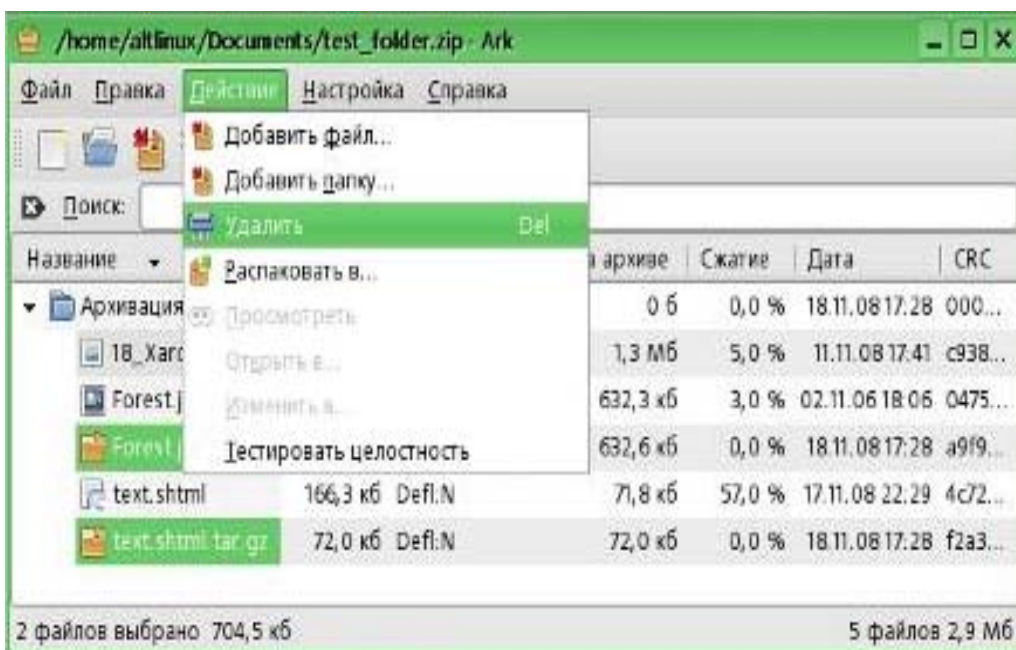 /home/altlinux/Documents/test_folder.zip - Ark
Файл Правка Действие Настройка Справка
Добавить файл...
Добавить папку...
Поиск:
Удалить Del
Название архиве Сжатие Дата CRC
Распаковать в...
Архивация 0 б 0,0 % 18.11.08 17:28 000...
Просмотреть
18_Xar 1,3 Мб 5,0 % 11.11.08 17:41 c938...
Открыть в...
Forest.j 632,3 кб 3,0 % 02.11.06 18:06 0475...
Изменить в...
Forest.j 632,6 кб 0,0 % 18.11.08 17:28 a9f9...
Тестировать целостность
text.shtml 166,3 кб Defl:N 71,8 кб 57,0 % 17.11.08 22:29 4c72...
text.shtml.tar.gz 72,0 кб Defl:N 72,0 кб 0,0 % 18.11.08 17:28 f2a3...
2 файлов выбрано 704,5 кб 5 файлов 2,9 Мб